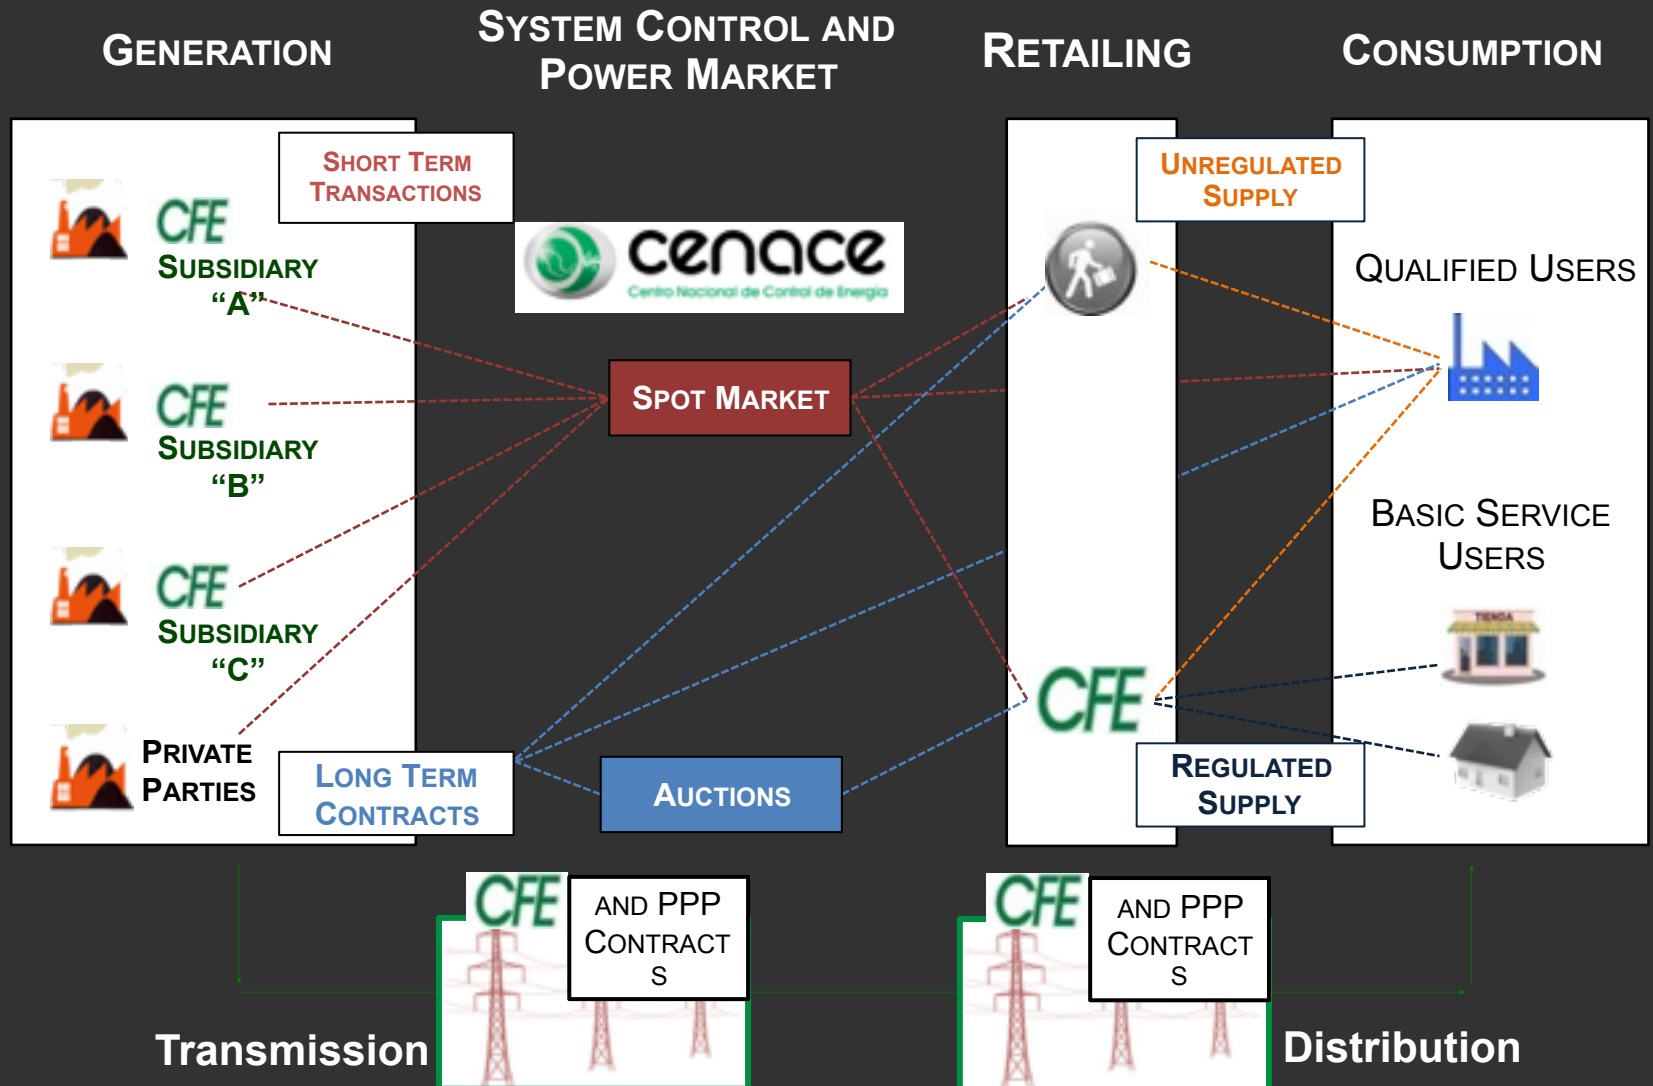 GENERATION
SYSTEM CONTROL AND
POWER MARKET
RETAILING
CONSUMPTION
SHORT TERM
TRANSACTIONS
CFE
SUBSIDIARY
“A”
CFE
SUBSIDIARY
“B”
CFE
SUBSIDIARY
“C”
PRIVATE
PARTIES
LONG TERM
CONTRACTS
cenace
Centro Nacional de Control de Energía
SPOT MARKET
AUCTIONS
CFE
UNREGULATED
SUPPLY
REGULATED
SUPPLY
QUALIFIED USERS
BASIC SERVICE
USERS
TIENDA
CFE
AND PPP
CONTRACT
S
CFE
AND PPP
CONTRACT
S
Transmission
Distribution